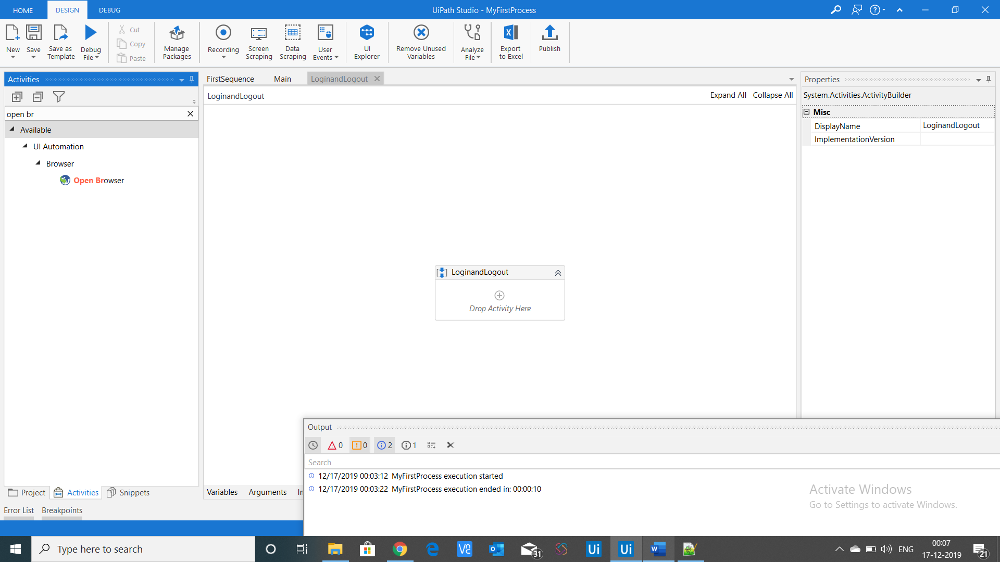 HOME DESIGN DEBUG
UiPath Studio - MyFirstProcess
New
Save
Save as Template
Debug File
Cut
Copy
Paste
Manage Packages
Recording
Screen Scraping
Data Scraping
User Events
UI Explorer
Remove Unused Variables
Analyze File
Export to Excel
Publish
Activities
open br
Available
UI Automation
Browser
Open Browser
Project Activities Snippets
Error List Breakpoints
FirstSequence Main LoginandLogout
LoginandLogout
Expand All Collapse All
LoginandLogout
Drop Activity Here
Variables Arguments
Properties
System.Activities.ActivityBuilder
Misc
DisplayName LoginandLogout
ImplementationVersion
Output
0 0 2 1
Search
12/17/2019 00:03:12 MyFirstProcess execution started
12/17/2019 00:03:22 MyFirstProcess execution ended in: 00:00:10
Activate Windows
Go to Settings to activate Windows.
Type here to search
31
Ui
Ui
ENG
00:07
17-12-2019
21